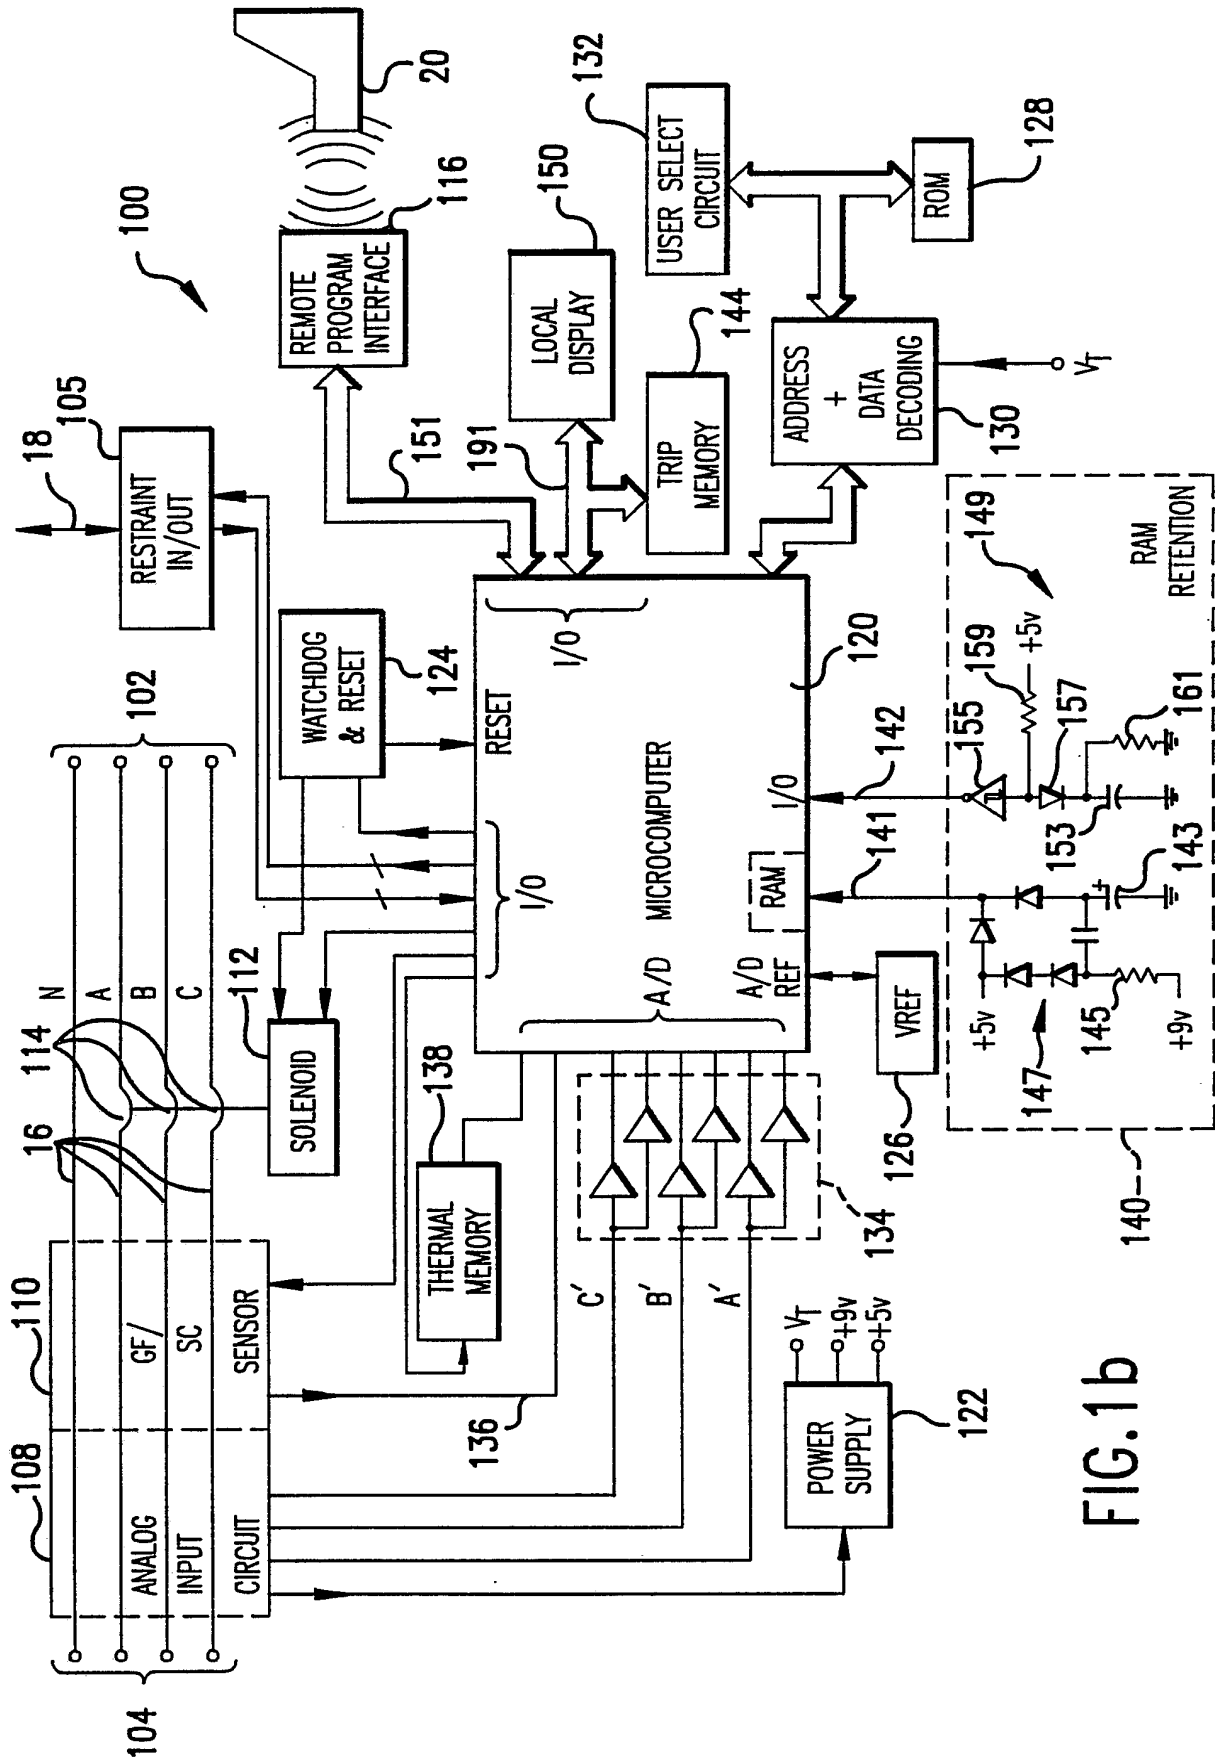 100
18
105
RESTRAINT
IN/OUT
REMOTE
PROGRAM
INTERFACE
116
20
102
N
A
B
C
114
16
112
SOLENOID
WATCHDOG
& RESET
124
151
191
LOCAL
DISPLAY
150
TRIP
MEMORY
144
USER SELECT
CIRCUIT
132
ROM
128
ADDRESS
+
DATA
DECODING
130
VT
104
108
110
ANALOG
INPUT
CIRCUIT
GF/
SC
SENSOR
136
THERMAL
MEMORY
138
RESET
I/O
I/O
MICROCOMPUTER
120
A/D
A/D
REF
RAM
I/O
C'
B'
A'
134
VREF
126
141
142
POWER
SUPPLY
122
VT
+9v
+5v
140
RAM
RETENTION
149
+5v
147
145
+9v
+
143
153
155
157
159
+5v
161
FIG.1b